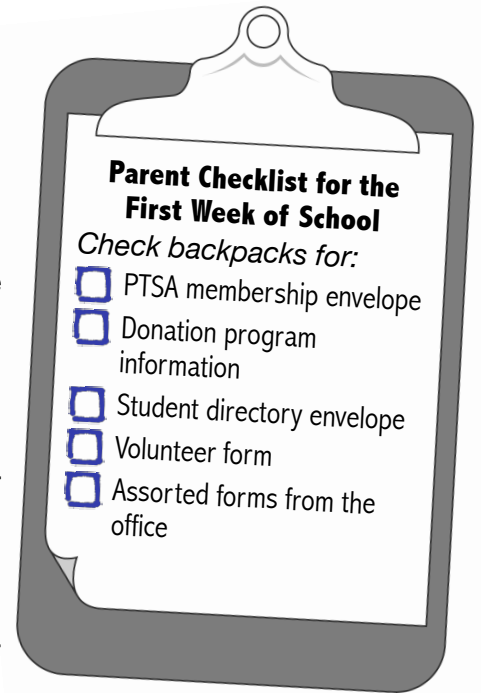 Parent Checklist for the
First Week of School
Check backpacks for:
PTSA membership envelope
Donation program
information
Student directory envelope
Volunteer form
Assorted forms from the
office